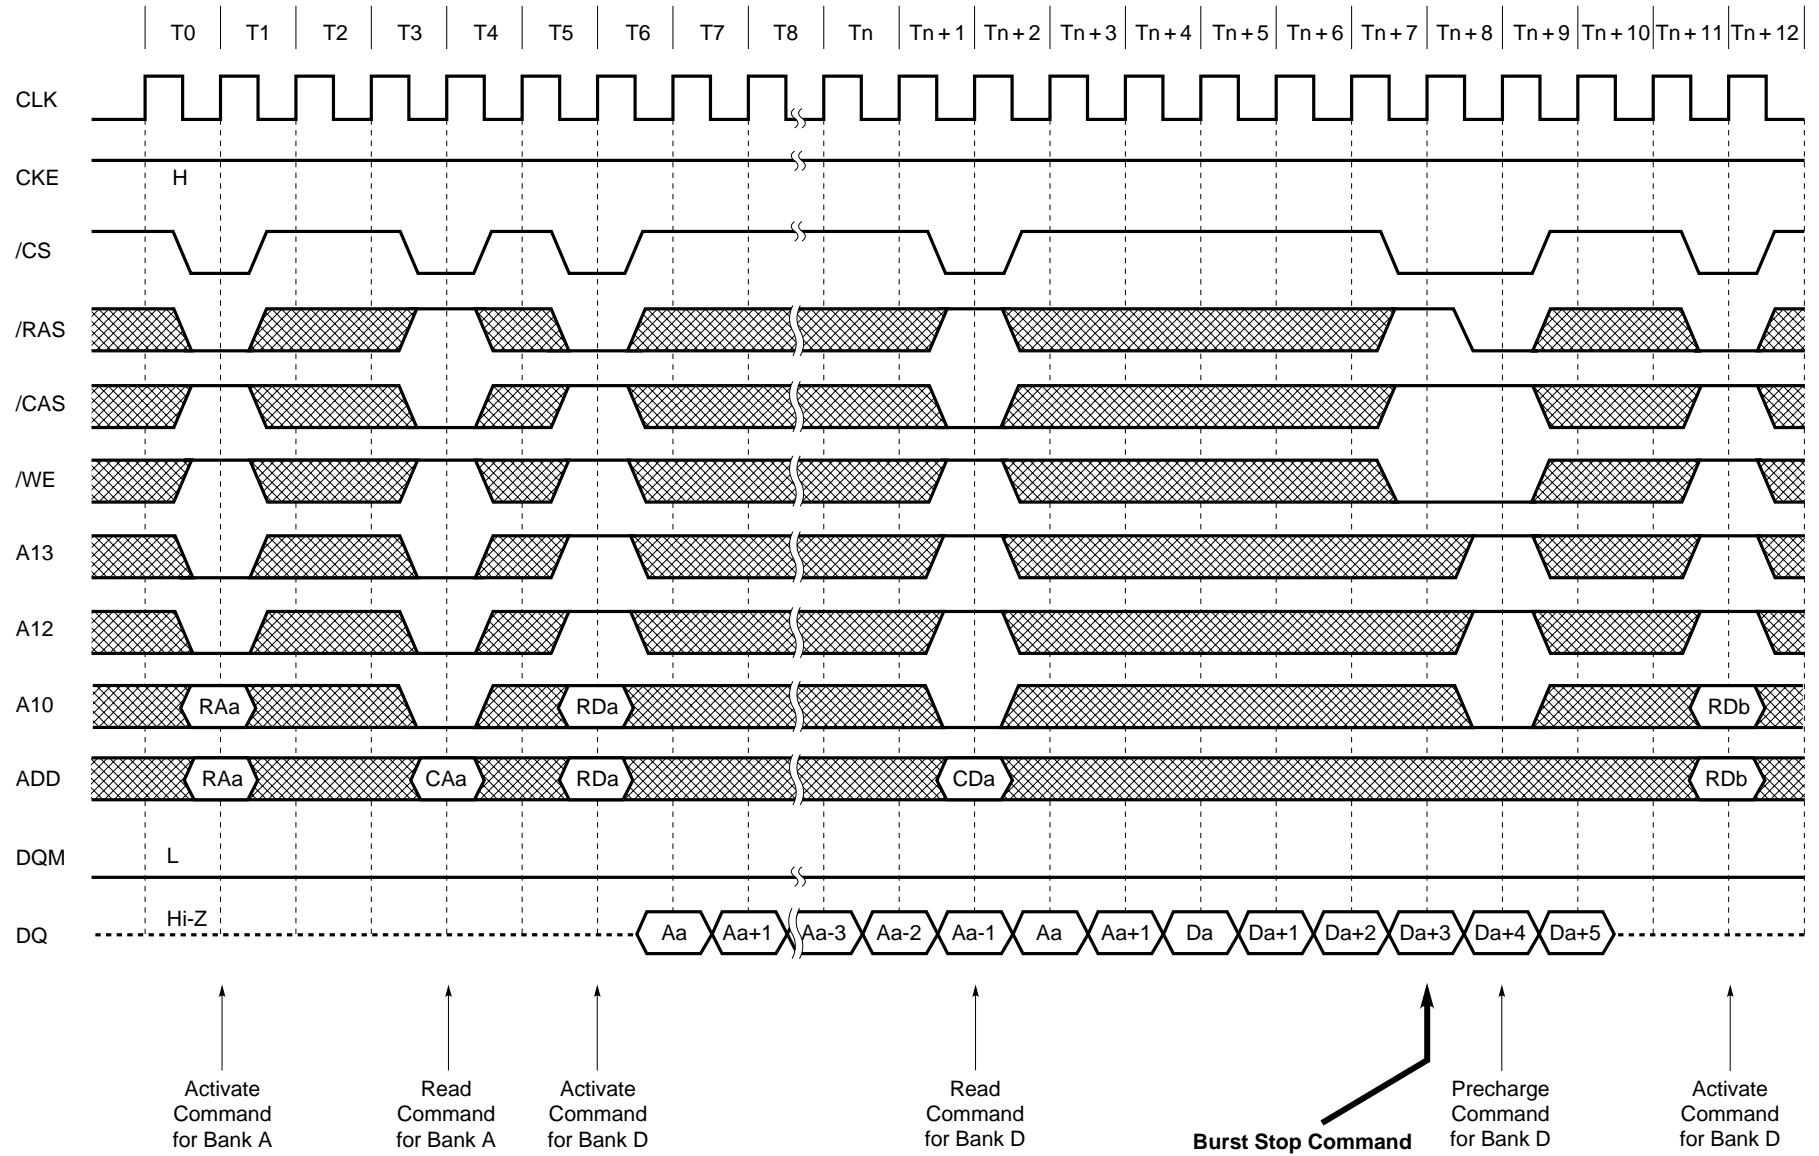 T0 T1 T2 T3 T4 T5 T6 T7 T8 Tn Tn + 1 Tn + 2 Tn + 3 Tn + 4 Tn + 5 Tn + 6 Tn + 7 Tn + 8 Tn + 9 Tn + 10 Tn + 11 Tn + 12
CLK
CKE H
/CS
/RAS
/CAS
/WE
A13
A12
A10 RAa RDa RDb
ADD RAa CAa RDa CDa RDb
DQM L
Hi-Z
DQ Aa Aa+1 Aa-3 Aa-2 Aa-1 Aa Aa+1 Da Da+1 Da+2 Da+3 Da+4 Da+5
Activate
Command
for Bank A
Read
Command
for Bank A
Activate
Command
for Bank D
Read
Command
for Bank D
Burst Stop Command
Precharge
Command
for Bank D
Activate
Command
for Bank D